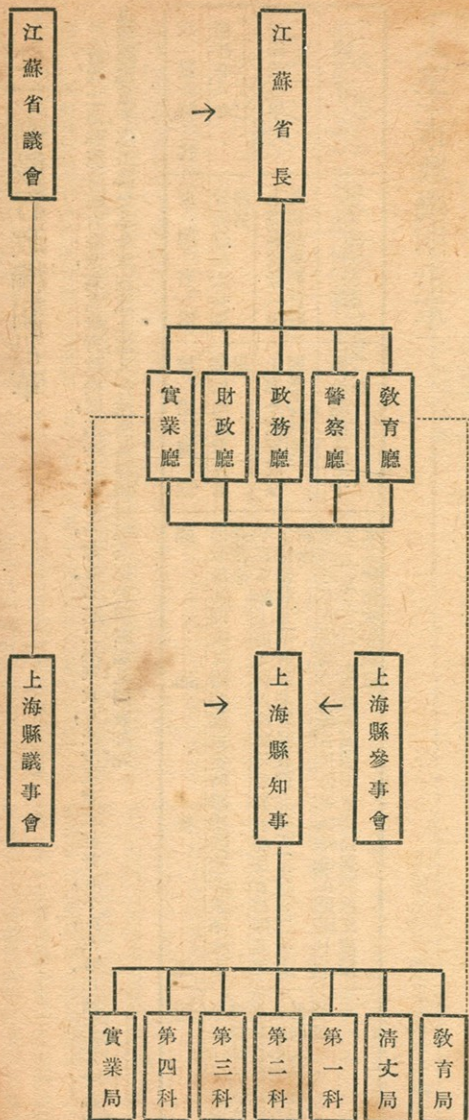 江蘇省長
江蘇省議會
教育廳
警察廳
政務廳
財政廳
實業廳
上海縣參事會
上海縣知事
上海縣議事會
教育局
清丈局
第一科
第二科
第三科
第四科
實業局